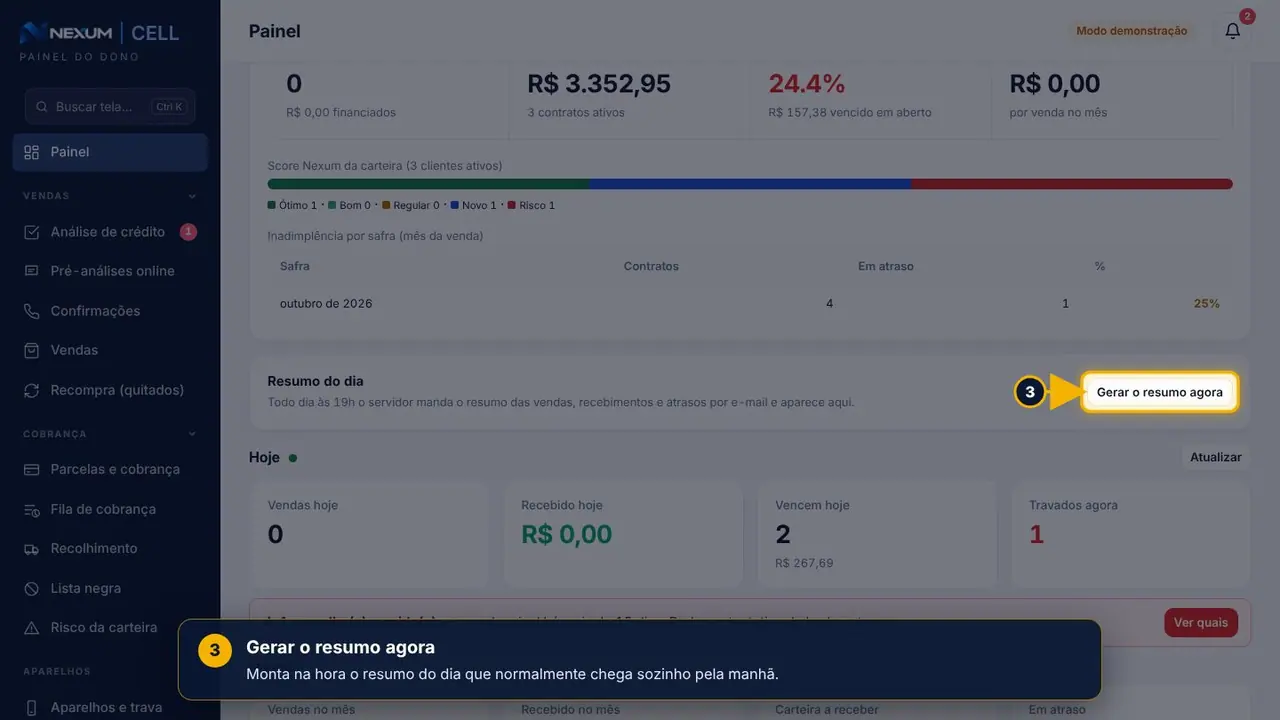 NEXUM | CELL
PAINEL DO DONO
Buscar tela... Ctrl K
Painel
VENDAS
Análise de crédito 1
Pré-análises online
Confirmações
Vendas
Recompra (quitados)
COBRANÇA
Parcelas e cobrança
Fila de cobrança
Recolhimento
Lista negra
Risco da carteira
APARELHOS
Aparelhos e trava
Painel
Modo demonstração
2
0
R$ 0,00 financiados
R$ 3.352,95
3 contratos ativos
24.4%
R$ 157,38 vencido em aberto
R$ 0,00
por venda no mês
Score Nexum da carteira (3 clientes ativos)
Ótimo 1 · Bom 0 · Regular 0 · Novo 1 · Risco 1
Inadimplência por safra (mês da venda)
Safra Contratos Em atraso %
outubro de 2026 4 1 25%
Resumo do dia
Todo dia às 19h o servidor manda o resumo das vendas, recebimentos e atrasos por e-mail e aparece aqui.
3
Gerar o resumo agora
Hoje
Atualizar
Vendas hoje
0
Recebido hoje
R$ 0,00
Vencem hoje
2
R$ 267,69
Travados agora
1
Ver quais
3
Gerar o resumo agora
Monta na hora o resumo do dia que normalmente chega sozinho pela manhã.
Vendas no mês
Recebido no mês
Carteira a receber
Em atraso